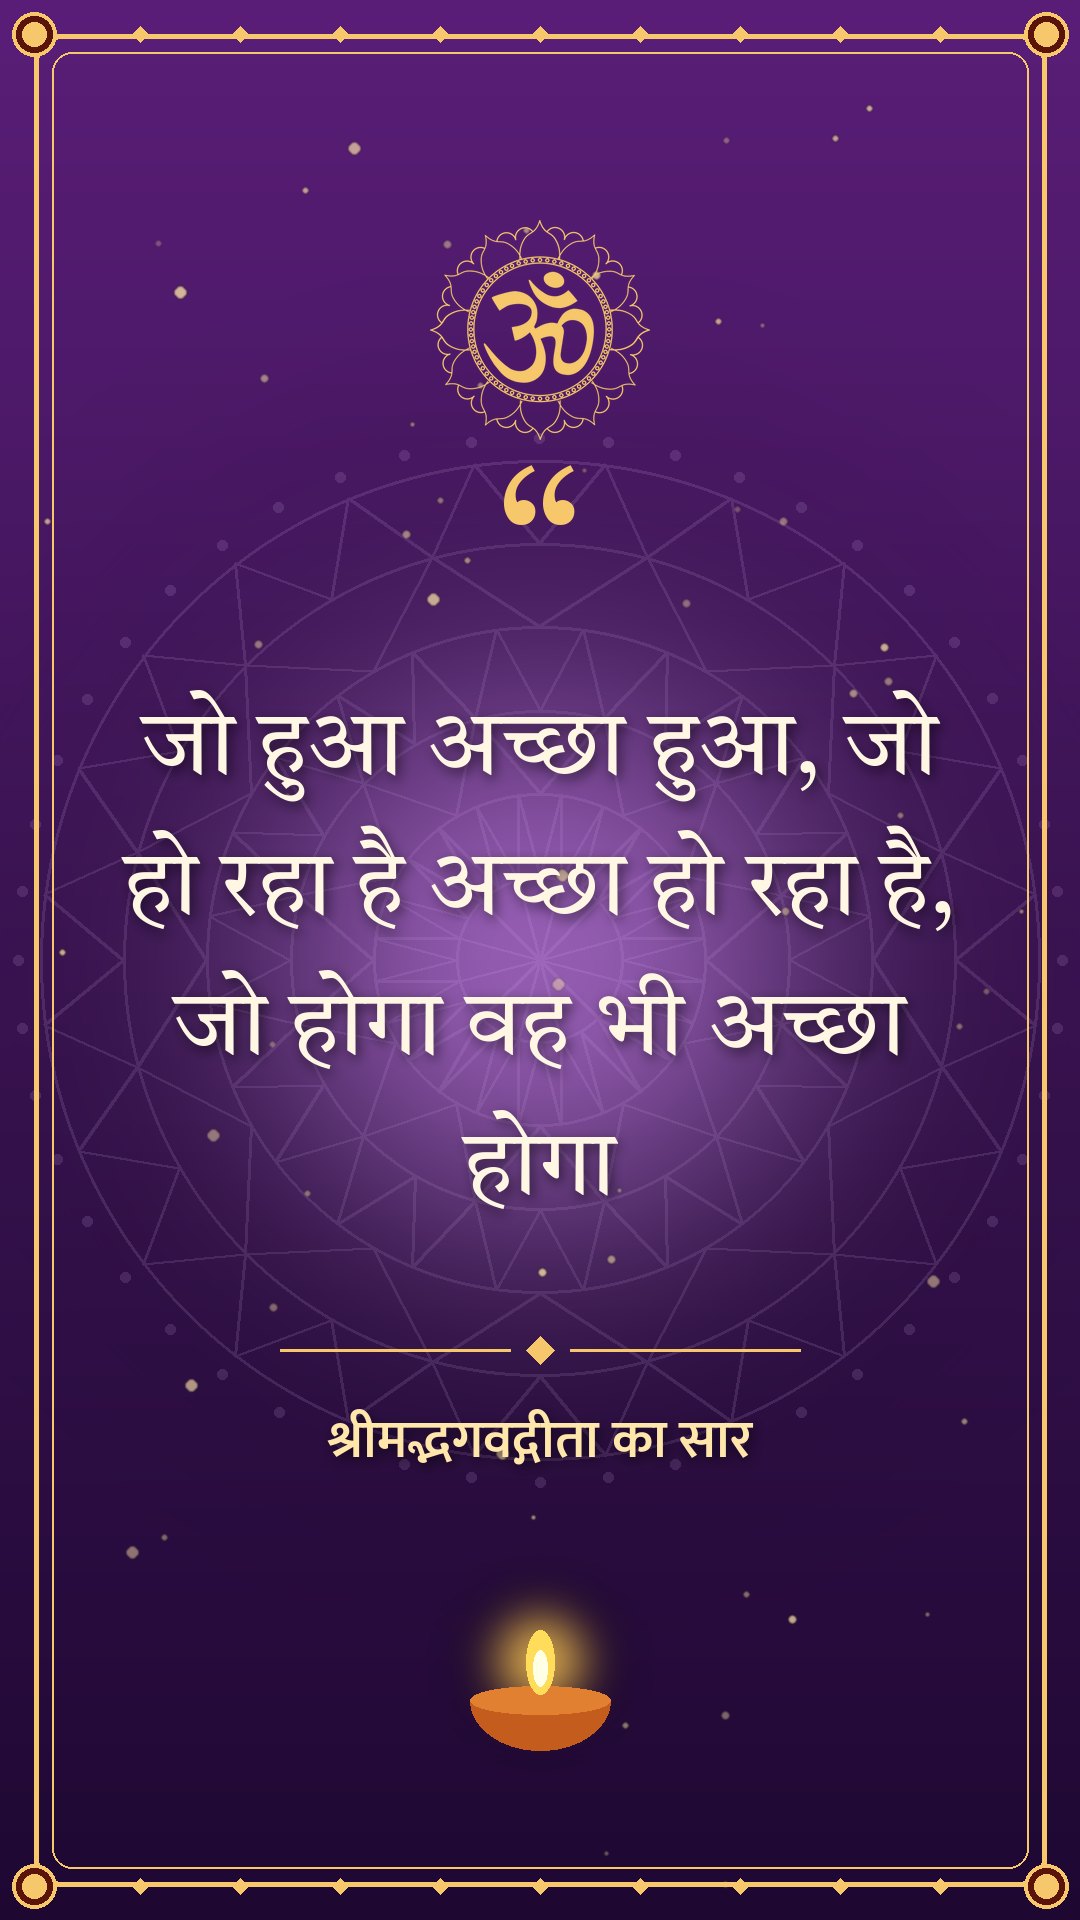 ॐ
“
जो हुआ अच्छा हुआ, जो
हो रहा है अच्छा हो रहा है,
जो होगा वह भी अच्छा
होगा
श्रीमद्भगवद्गीता का सार